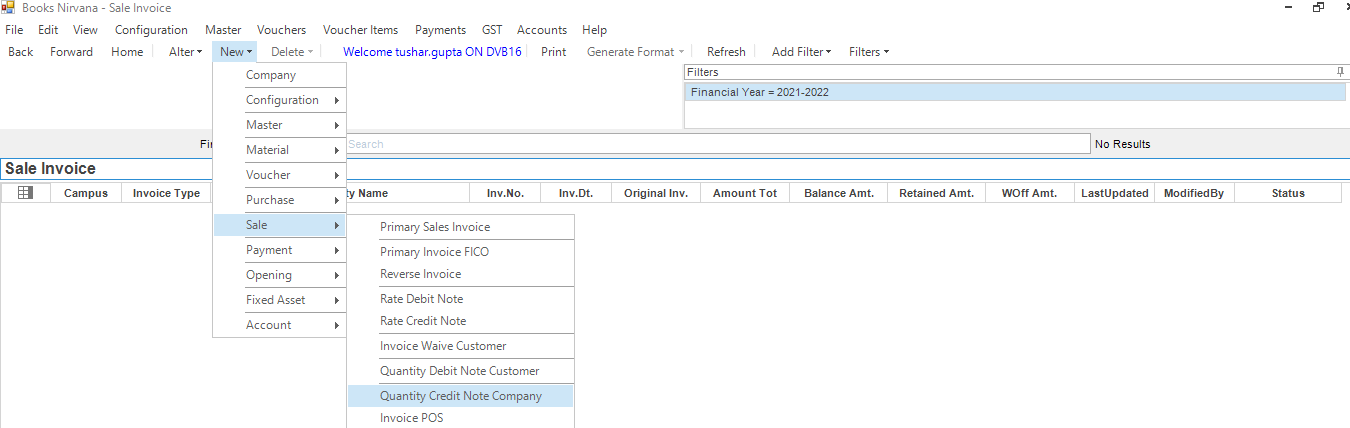 Books Nirvana - Sale Invoice
File Edit View Configuration Master Vouchers Voucher Items Payments GST Accounts Help
Back Forward Home Alter New Delete Welcome tushar.gupta ON DVB16 Print Generate Format Refresh Add Filter Filters
Filters
Financial Year = 2021-2022
Company
Configuration
Master
Material
Voucher
Purchase
Sale
Payment
Opening
Fixed Asset
Account
Search No Results
Sale Invoice
Campus Invoice Type Name Inv.No. Inv.Dt. Original Inv. Amount Tot Balance Amt. Retained Amt. WOff Amt. LastUpdated ModifiedBy Status
Primary Sales Invoice
Primary Invoice FICO
Reverse Invoice
Rate Debit Note
Rate Credit Note
Invoice Waive Customer
Quantity Debit Note Customer
Quantity Credit Note Company
Invoice POS